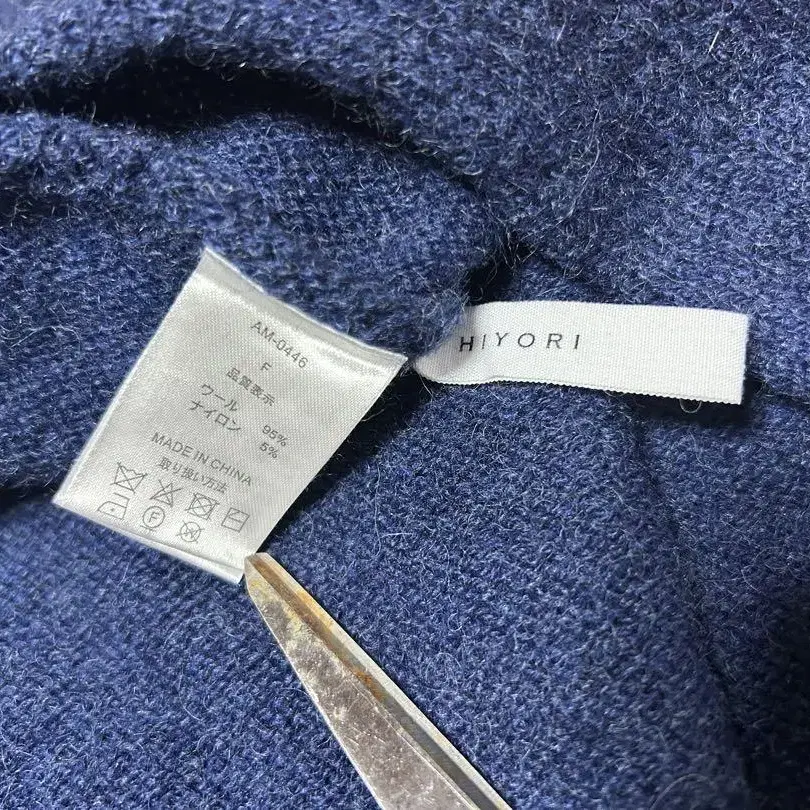 AM-0446
F
品質表示
ウール 95%
ナイロン 5%
MADE IN CHINA
取り扱い方法
F
W
HIYORI